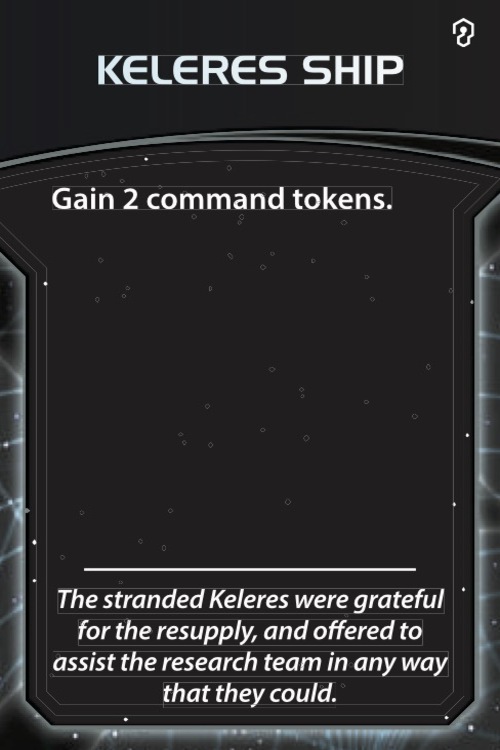 KELERES SHIP
Gain 2 command tokens.
The stranded Keleres were grateful
for the resupply, and offered to
assist the research team in any way
that they could.